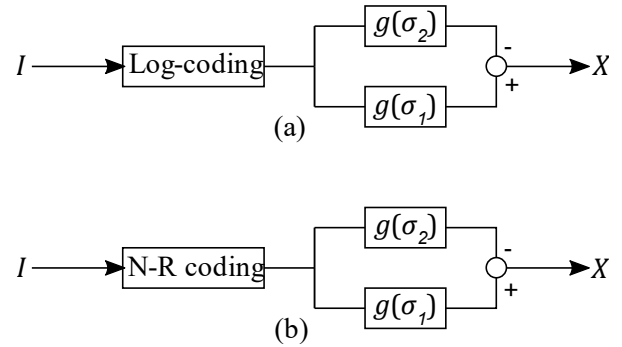 g(σ₂)
I Log-coding - X
+
g(σ₁)
(a)
g(σ₂)
I N-R coding - X
+
g(σ₁)
(b)